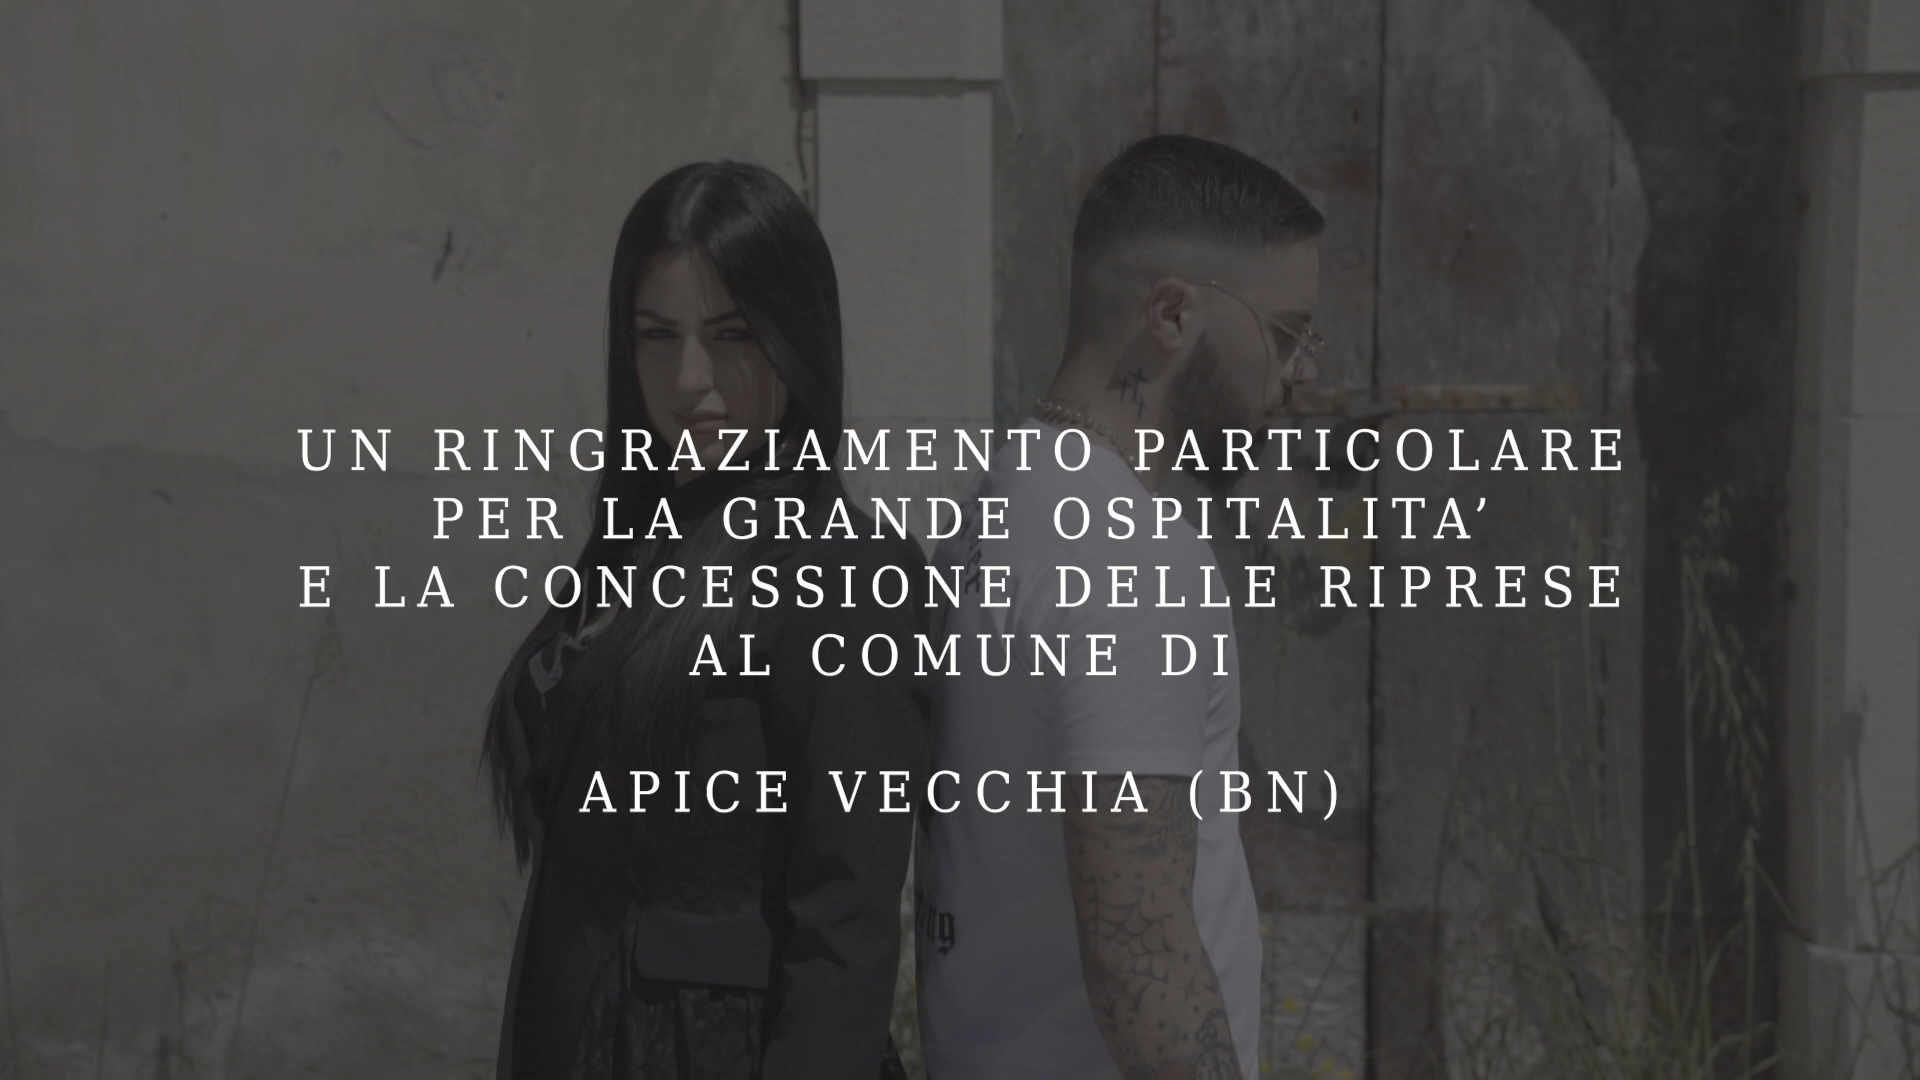 UN RINGRAZIAMENTO PARTICOLARE
PER LA GRANDE OSPITALITA’
E LA CONCESSIONE DELLE RIPRESE
AL COMUNE DI
APICE VECCHIA (BN)